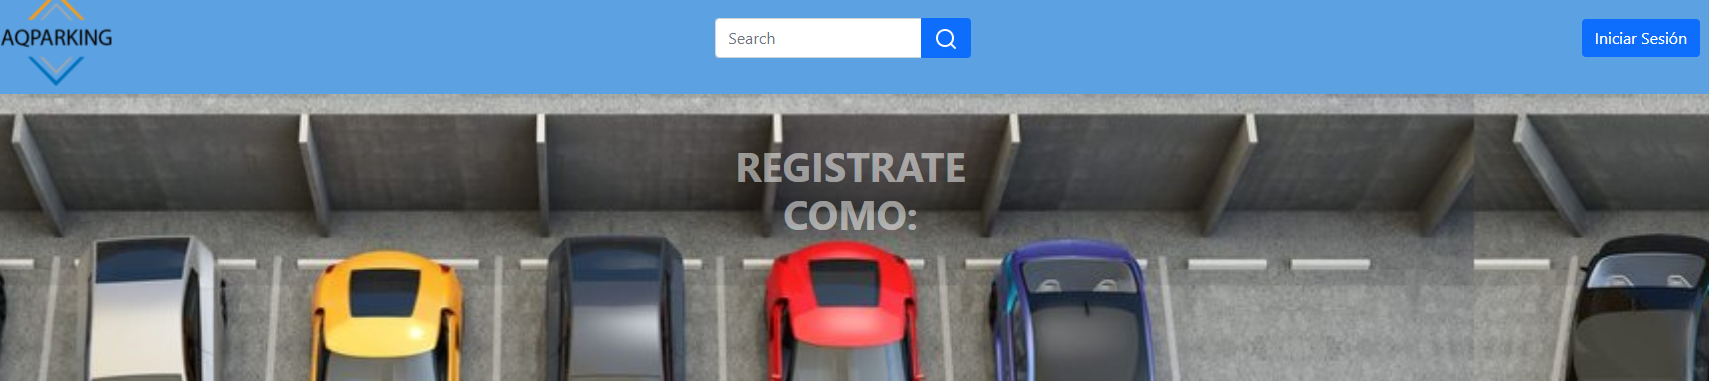 AQPARKING
Search
Iniciar Sesión
REGISTRATE
COMO: